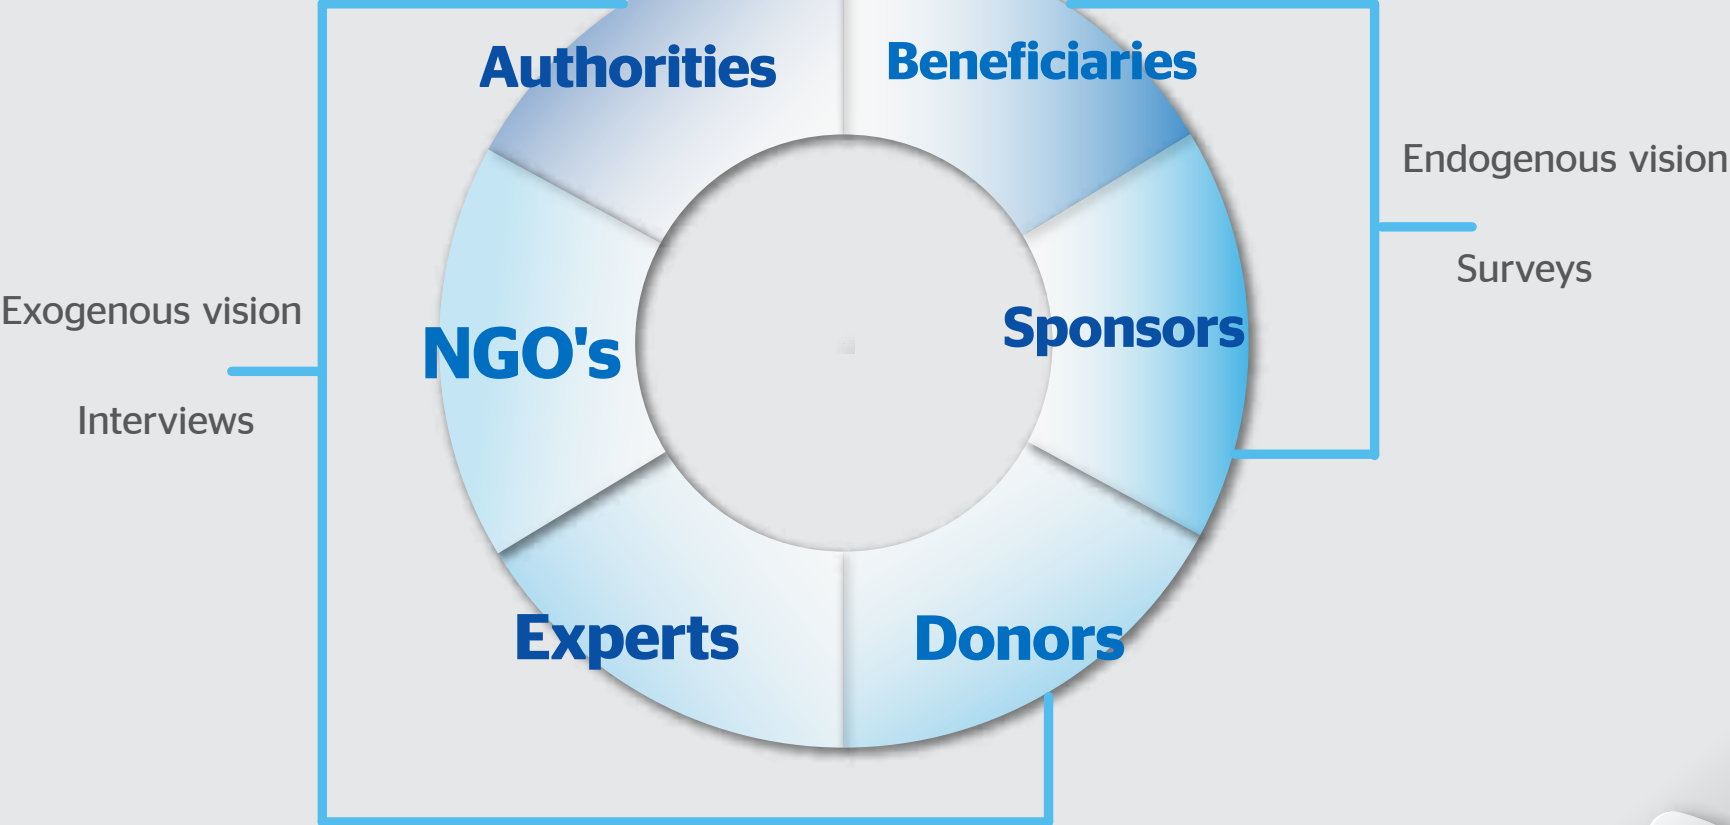 Authorities
Beneficiaries
Endogenous vision
Surveys
Exogenous vision
Interviews
NGO's
Sponsors
Experts
Donors